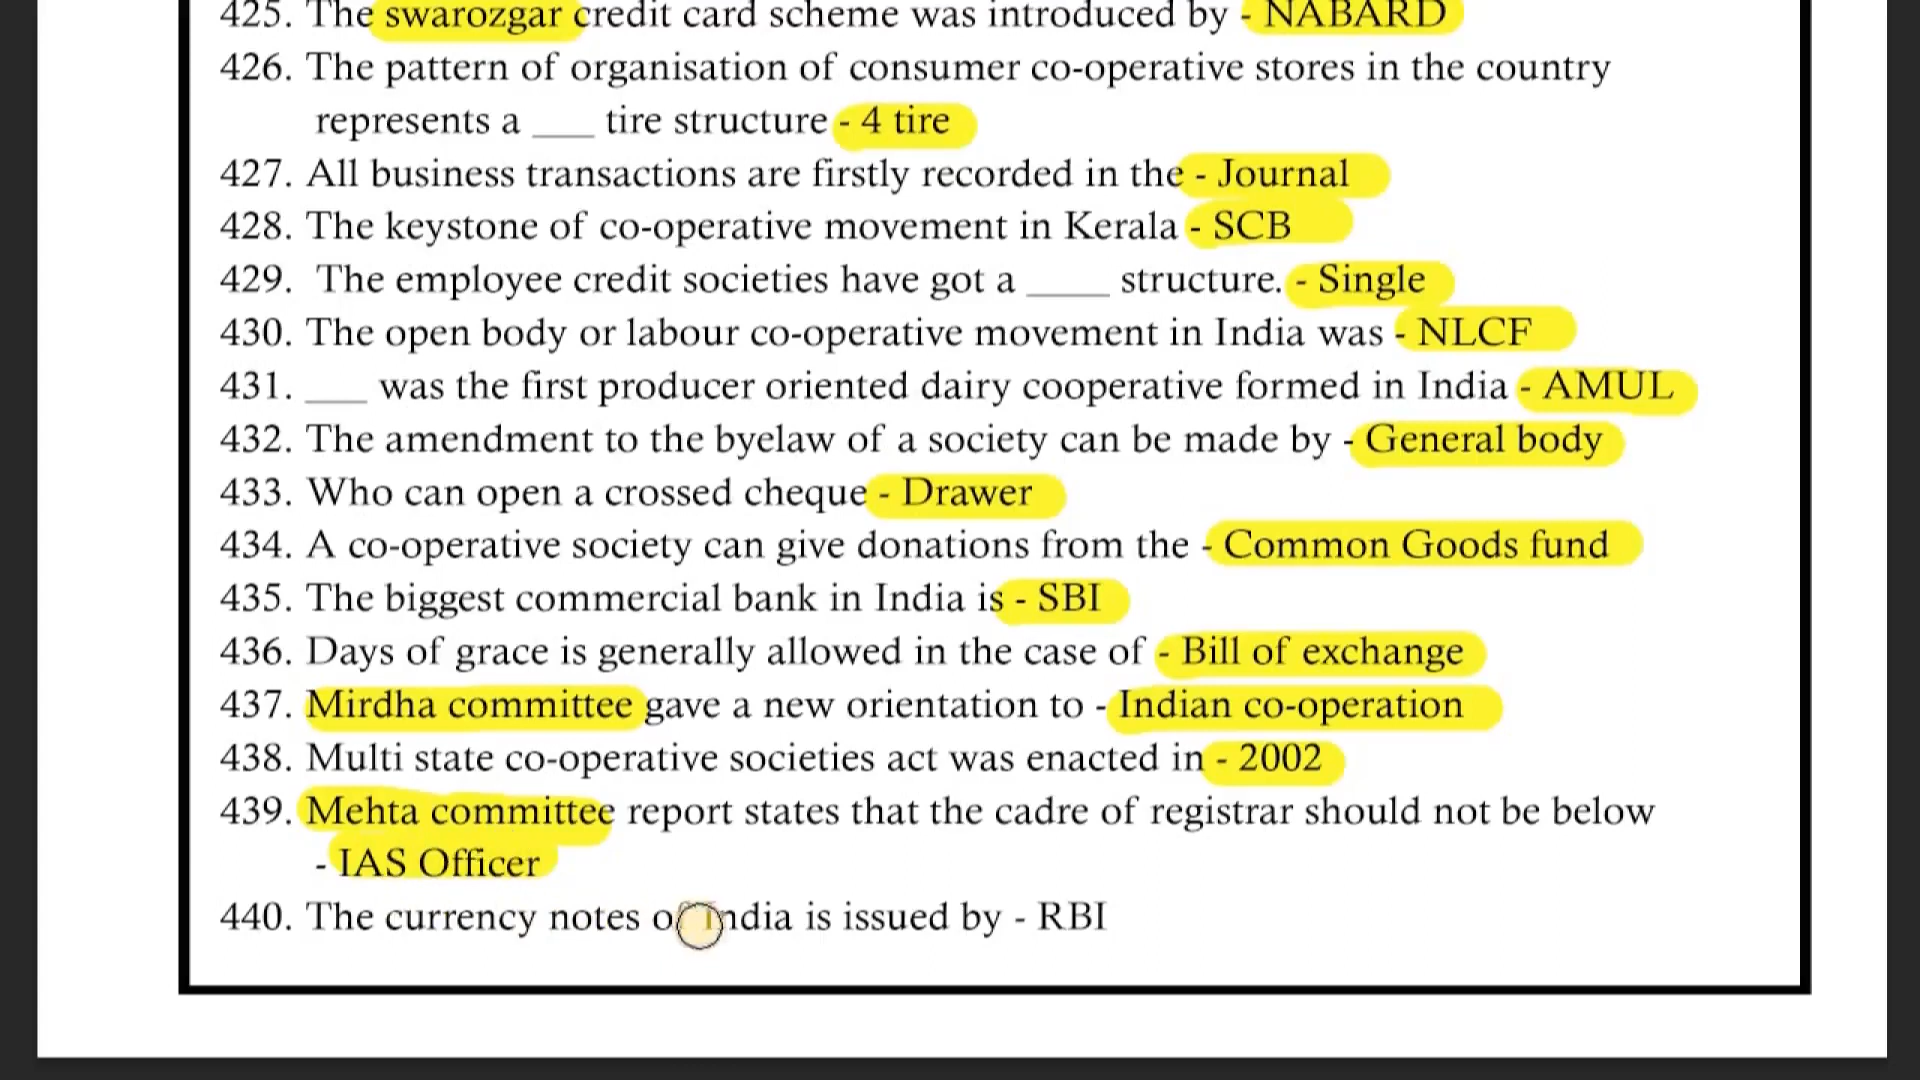 425. The swarozgar credit card scheme was introduced by - NABARD
426. The pattern of organisation of consumer co-operative stores in the country
represents a ___ tire structure - 4 tire
427. All business transactions are firstly recorded in the - Journal
428. The keystone of co-operative movement in Kerala - SCB
429. The employee credit societies have got a ____ structure. - Single
430. The open body or labour co-operative movement in India was - NLCF
431. ___ was the first producer oriented dairy cooperative formed in India - AMUL
432. The amendment to the byelaw of a society can be made by - General body
433. Who can open a crossed cheque - Drawer
434. A co-operative society can give donations from the - Common Goods fund
435. The biggest commercial bank in India is - SBI
436. Days of grace is generally allowed in the case of - Bill of exchange
437. Mirdha committee gave a new orientation to - Indian co-operation
438. Multi state co-operative societies act was enacted in - 2002
439. Mehta committee report states that the cadre of registrar should not be below
- IAS Officer
440. The currency notes of India is issued by - RBI